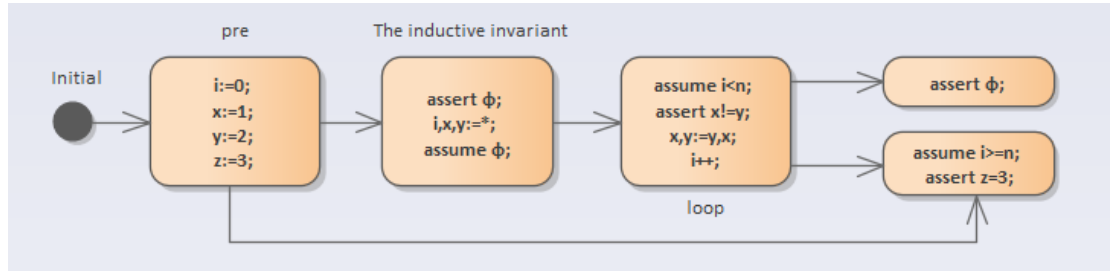 pre
The inductive invariant
Initial
i:=0;
x:=1;
y:=2;
z:=3;
assert ф;
i,x,y:=*;
assume ф;
assume i<n;
assert x!=y;
x,y:=y,x;
i++;
loop
assert ф;
assume i>=n;
assert z=3;